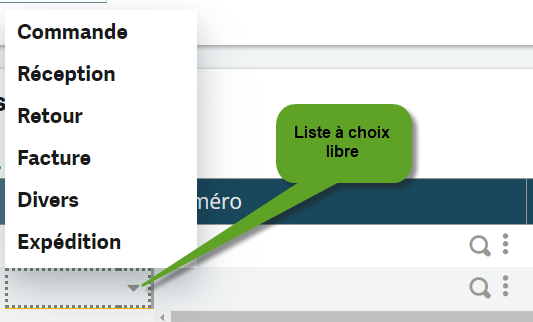 Commande
Réception
Retour
Facture
Divers
Expédition
Liste à choix
libre
méro